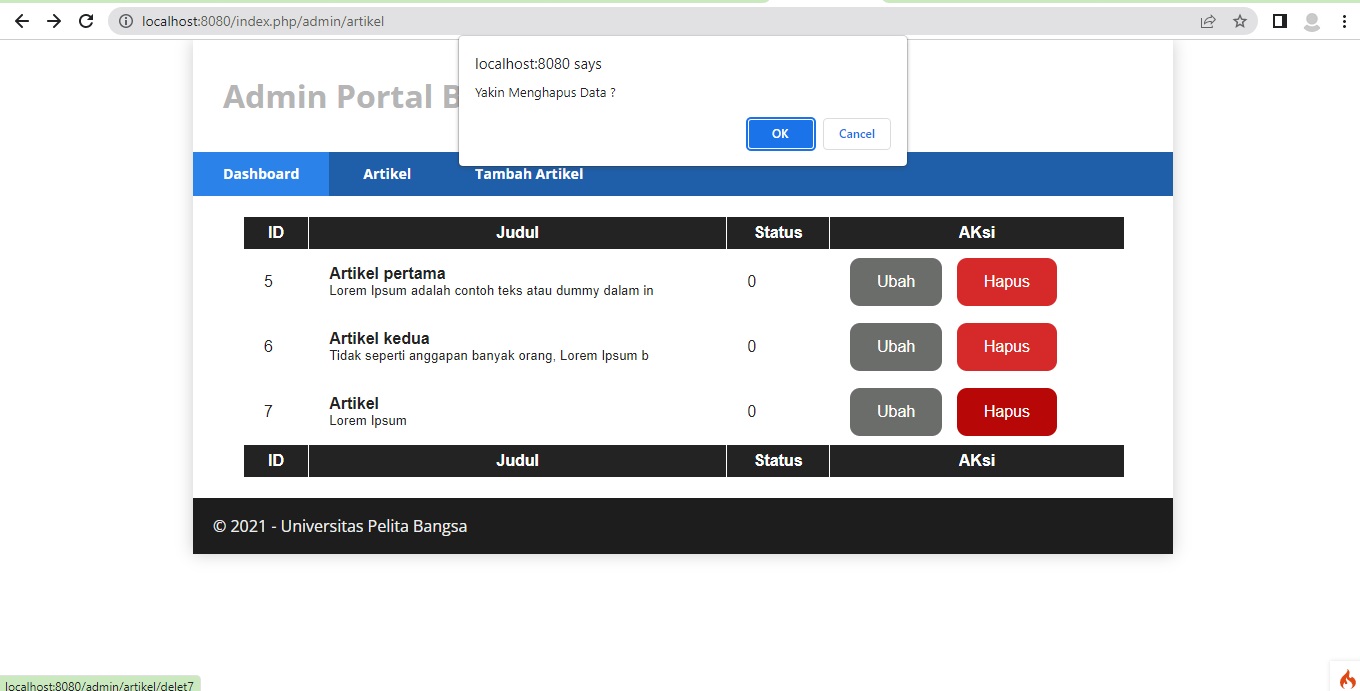 localhost:8080/index.php/admin/artikel
localhost:8080 says
Yakin Menghapus Data ?
OK Cancel
Admin Portal B
Dashboard Artikel Tambah Artikel
ID Judul Status AKsi
5 Artikel pertama 0 Ubah Hapus
Lorem Ipsum adalah contoh teks atau dummy dalam in
6 Artikel kedua 0 Ubah Hapus
Tidak seperti anggapan banyak orang, Lorem Ipsum b
7 Artikel 0 Ubah Hapus
Lorem Ipsum
ID Judul Status AKsi
© 2021 - Universitas Pelita Bangsa
localhost:8080/admin/artikel/delet7